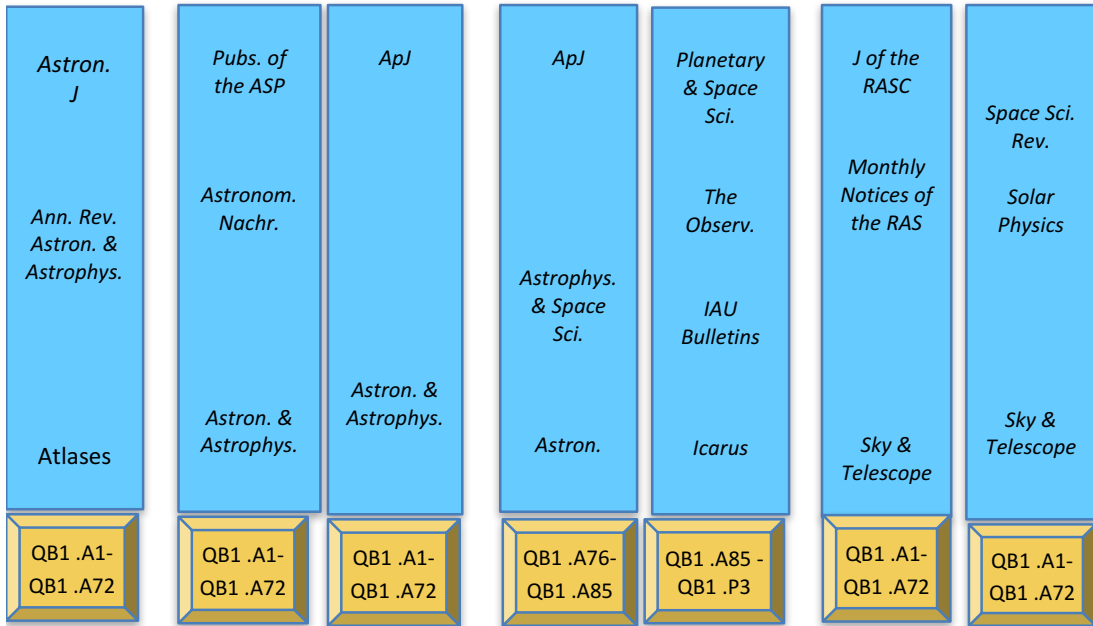 Astron.
J
Ann. Rev.
Astron. &
Astrophys.
Atlases
QB1 .A1-
QB1 .A72
Pubs. of
the ASP
Astronom.
Nachr.
Astron. &
Astrophys.
QB1 .A1-
QB1 .A72
ApJ
Astron. &
Astrophys.
QB1 .A1-
QB1 .A72
ApJ
Astrophys.
& Space
Sci.
Astron.
QB1 .A76-
QB1 .A85
Planetary
& Space
Sci.
The
Observ.
IAU
Bulletins
Icarus
QB1 .A85 -
QB1 .P3
J of the
RASC
Monthly
Notices of
the RAS
Sky &
Telescope
QB1 .A1-
QB1 .A72
Space Sci.
Rev.
Solar
Physics
Sky &
Telescope
QB1 .A1-
QB1 .A72